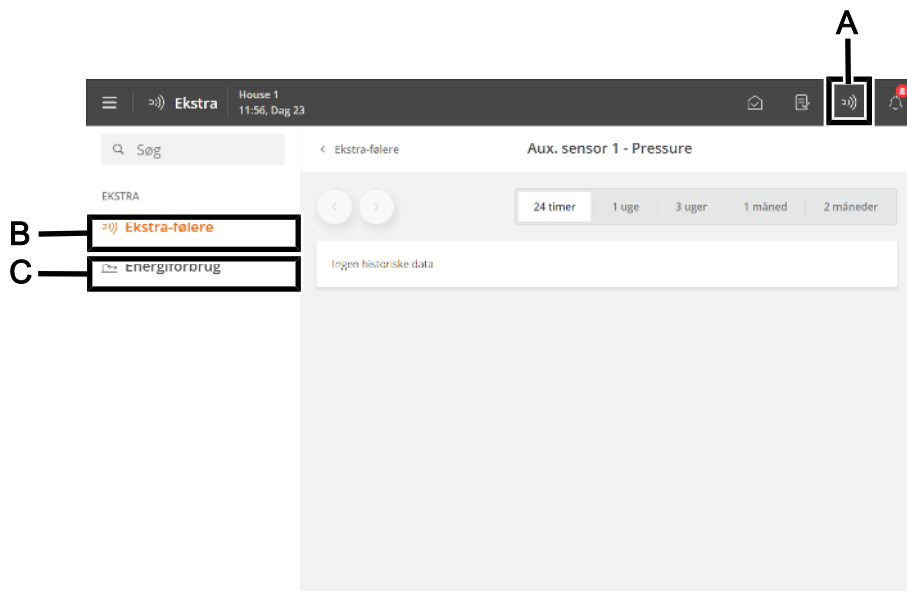 A
Ekstra
House 1
11:56, Dag 23
8
Søg
Ekstra-følere
Aux. sensor 1 - Pressure
EKSTRA
24 timer
1 uge
3 uger
1 måned
2 måneder
B
Ekstra-følere
C
Energiforbrug
Ingen historiske data